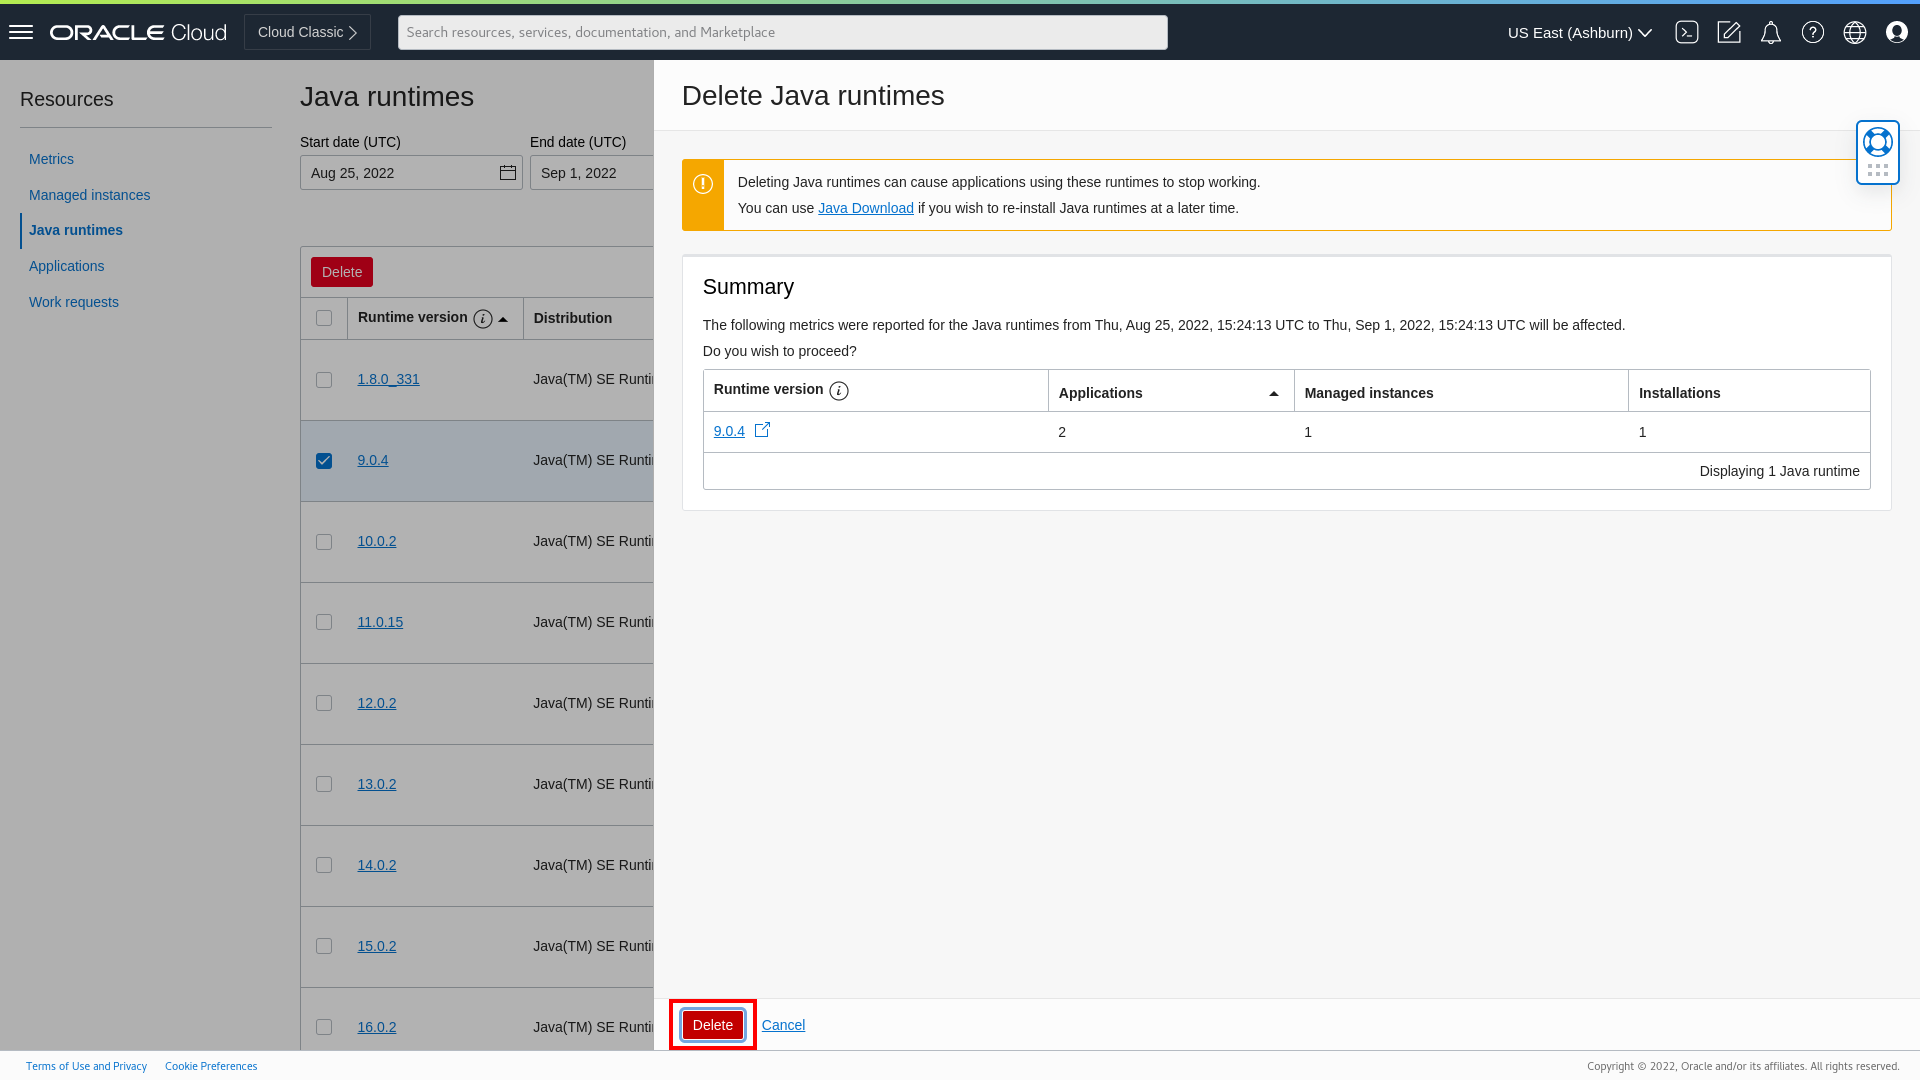 ORACLE Cloud
Cloud Classic
Search resources, services, documentation, and Marketplace
US East (Ashburn)
Resources
Metrics
Managed instances
Java runtimes
Applications
Work requests
Java runtimes
Start date (UTC)
End date (UTC)
Aug 25, 2022
Sep 1, 2022
Delete
Runtime version
Distribution
1.8.0_331
Java(TM) SE Runti
9.0.4
Java(TM) SE Runti
10.0.2
Java(TM) SE Runti
11.0.15
Java(TM) SE Runti
12.0.2
Java(TM) SE Runti
13.0.2
Java(TM) SE Runti
14.0.2
Java(TM) SE Runti
15.0.2
Java(TM) SE Runti
16.0.2
Java(TM) SE Runti
Delete Java runtimes
Deleting Java runtimes can cause applications using these runtimes to stop working.
You can use Java Download if you wish to re-install Java runtimes at a later time.
Summary
The following metrics were reported for the Java runtimes from Thu, Aug 25, 2022, 15:24:13 UTC to Thu, Sep 1, 2022, 15:24:13 UTC will be affected.
Do you wish to proceed?
Runtime version
Applications
Managed instances
Installations
9.0.4
2
1
1
Displaying 1 Java runtime
Delete
Cancel
Terms of Use and Privacy
Cookie Preferences
Copyright © 2022, Oracle and/or its affiliates. All rights reserved.